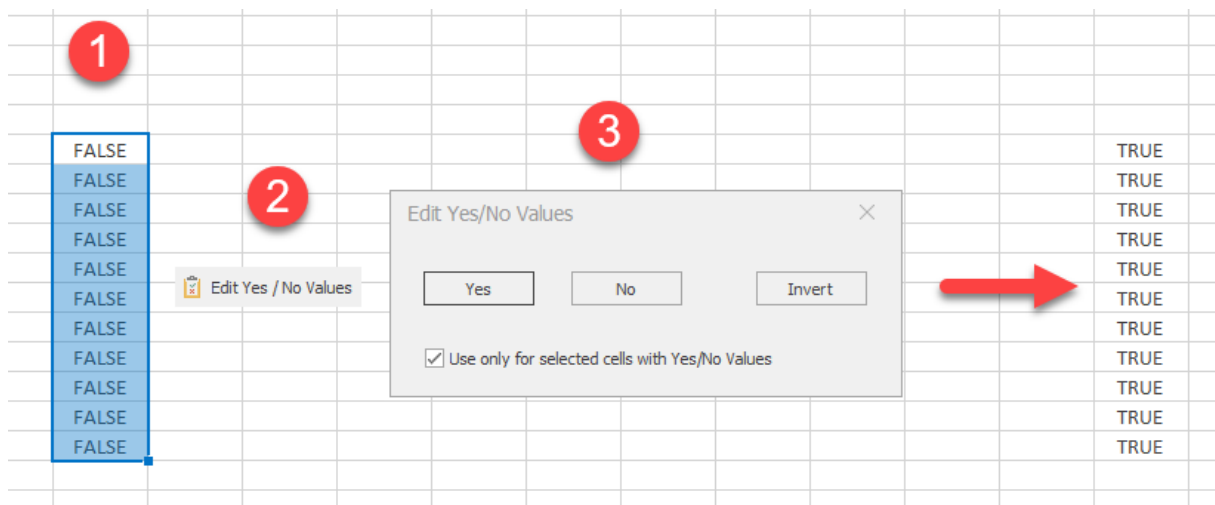 1
3
FALSE TRUE
FALSE TRUE
2
FALSE Edit Yes/No Values TRUE
FALSE TRUE
FALSE Edit Yes / No Values Yes No Invert TRUE
FALSE TRUE
FALSE TRUE
FALSE Use only for selected cells with Yes/No Values TRUE
FALSE TRUE
FALSE TRUE
FALSE TRUE